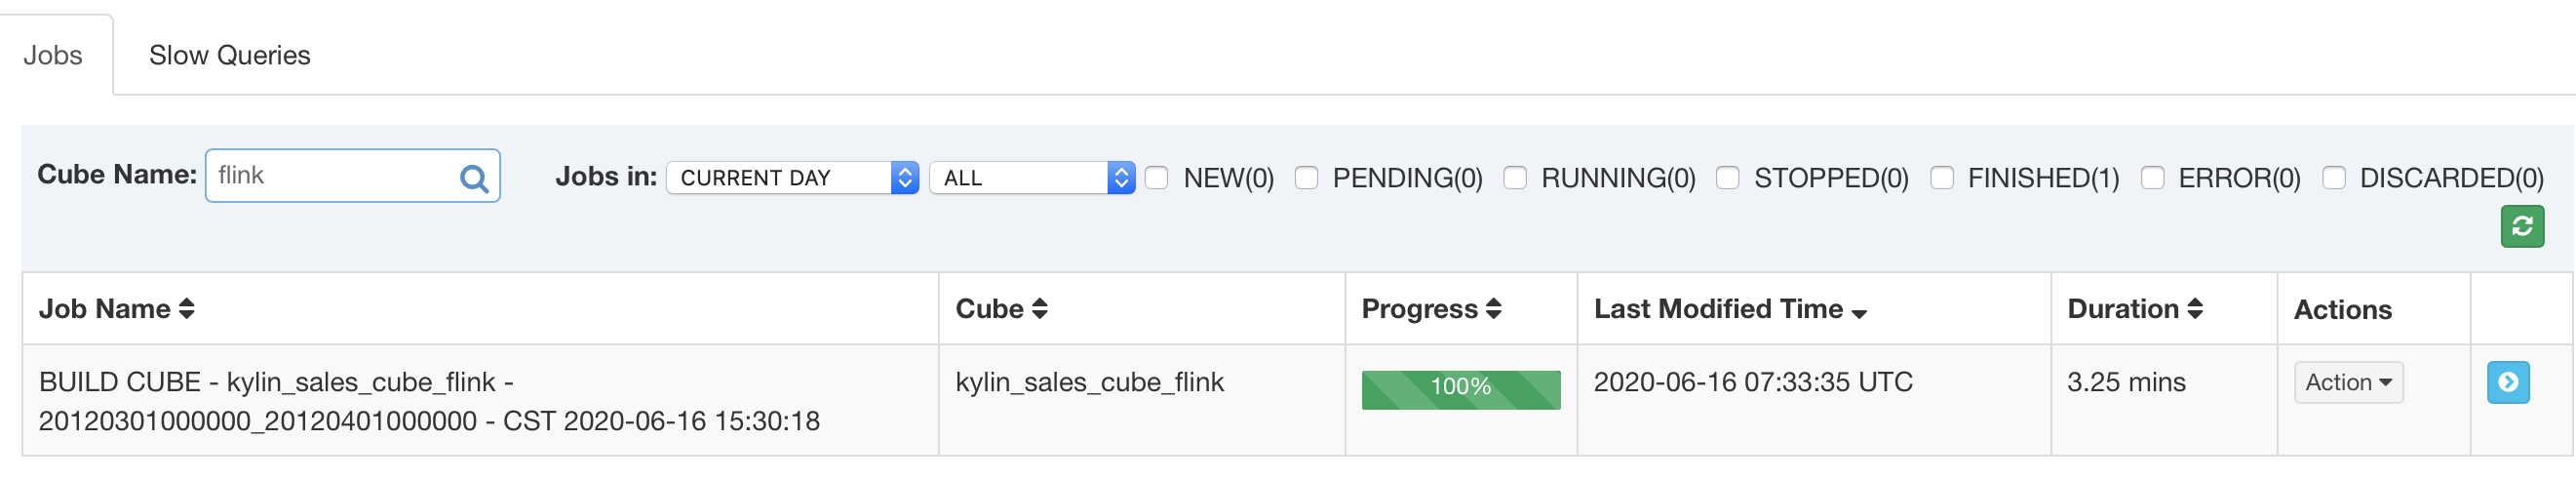 Jobs Slow Queries
Cube Name: flink Jobs in: CURRENT DAY ALL NEW(0) PENDING(0) RUNNING(0) STOPPED(0) FINISHED(1) ERROR(0) DISCARDED(0)
Job Name Cube Progress Last Modified Time Duration Actions
BUILD CUBE - kylin_sales_cube_flink - kylin_sales_cube_flink 100% 2020-06-16 07:33:35 UTC 3.25 mins Action
20120301000000_20120401000000 - CST 2020-06-16 15:30:18